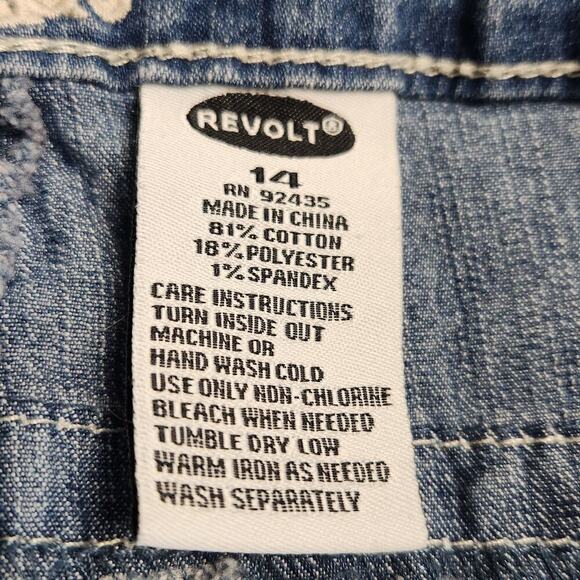 REVOLT®
14
RN 92435
MADE IN CHINA
81% COTTON
18% POLYESTER
1% SPANDEX
CARE INSTRUCTIONS
TURN INSIDE OUT
MACHINE OR
HAND WASH COLD
USE ONLY NON-CHLORINE
BLEACH WHEN NEEDED
TUMBLE DRY LOW
WARM IRON AS NEEDED
WASH SEPARATELY